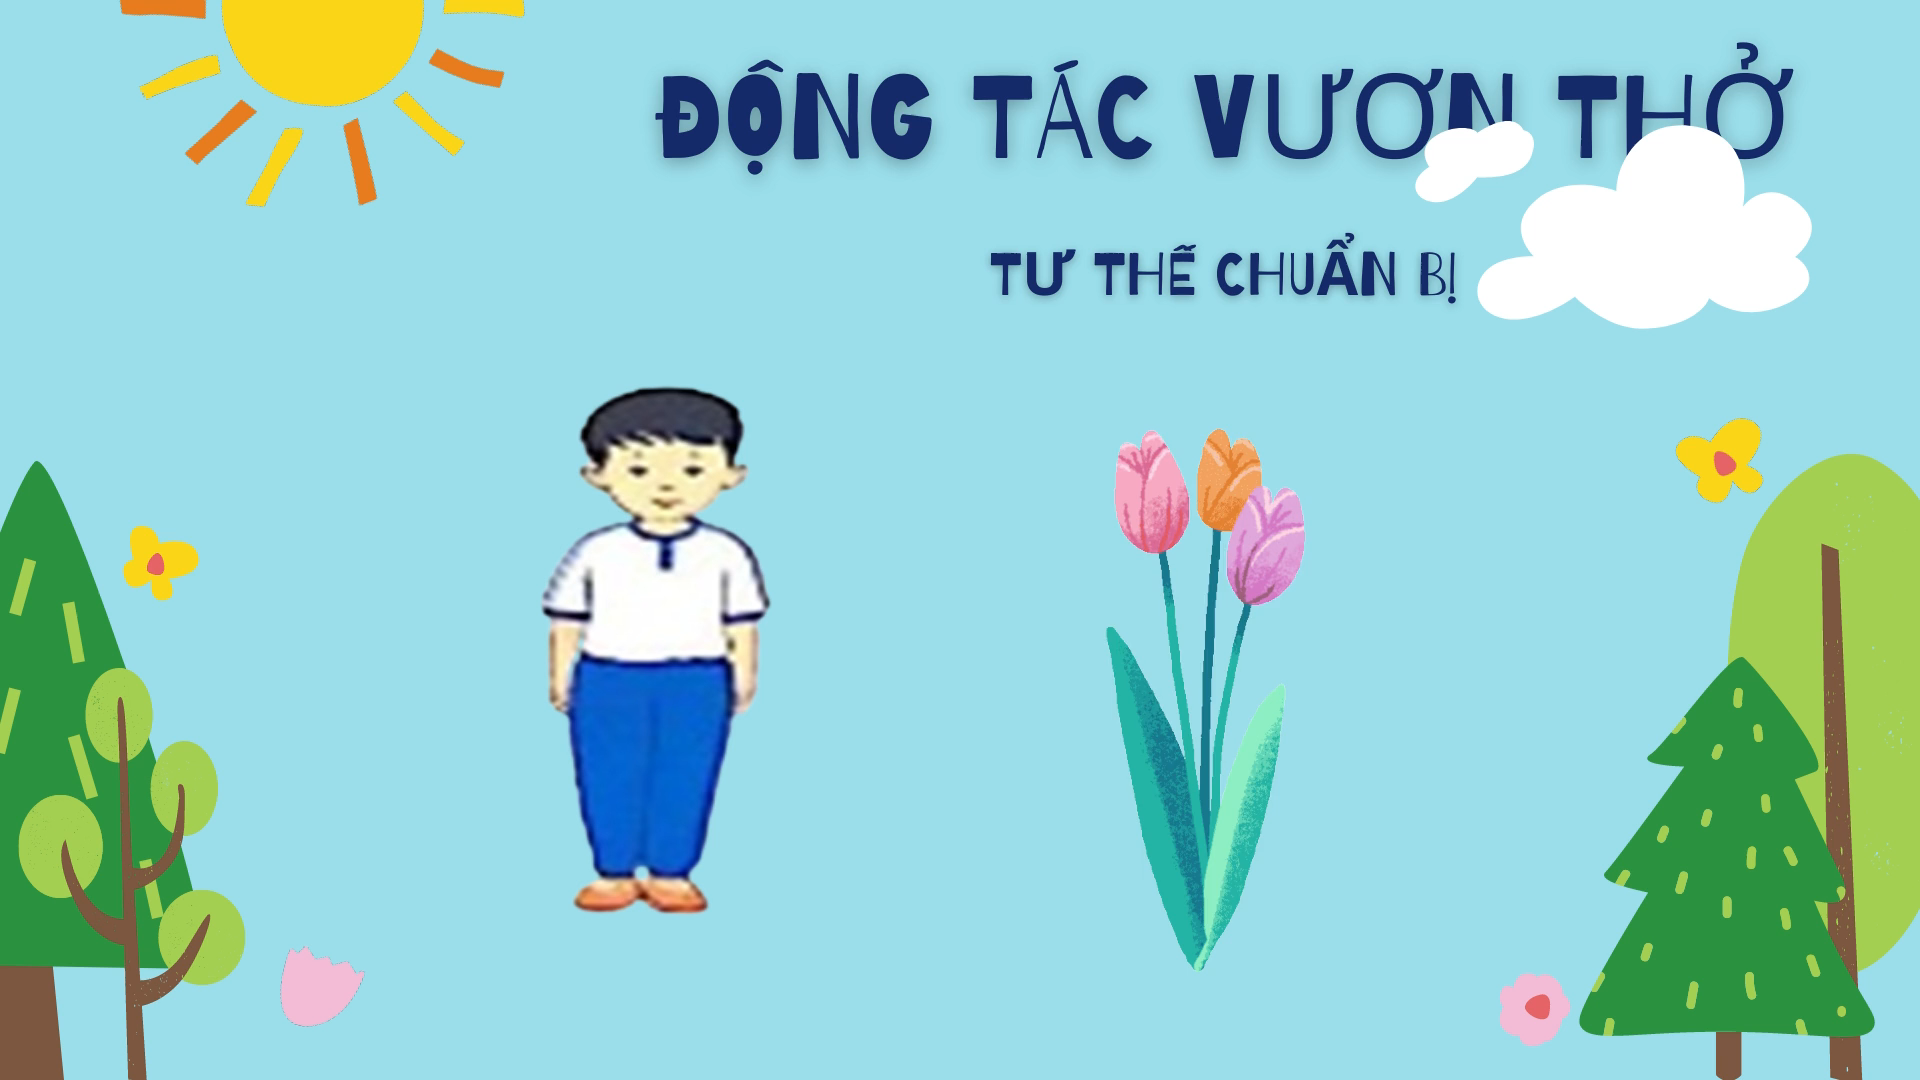 ĐỘNG TÁC VƯƠN THỞ
TƯ THẾ CHUẨN BỊ